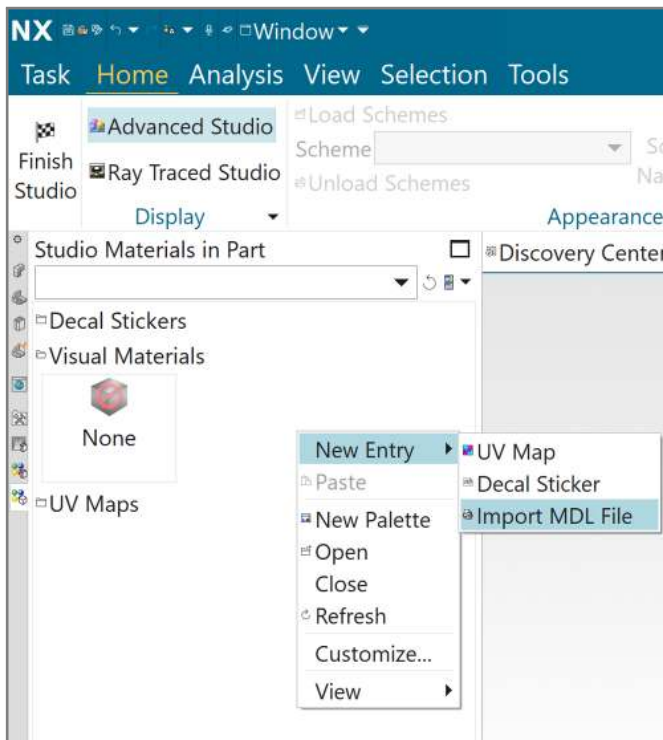 NX Window
Task Home Analysis View Selection Tools
Finish
Studio
Advanced Studio
Ray Traced Studio
Display
Load Schemes
Scheme
Unload Schemes
Na
Appearance
Studio Materials in Part
Discovery Center
Decal Stickers
Visual Materials
None
UV Maps
New Entry
Paste
New Palette
Open
Close
Refresh
Customize...
View
UV Map
Decal Sticker
Import MDL File